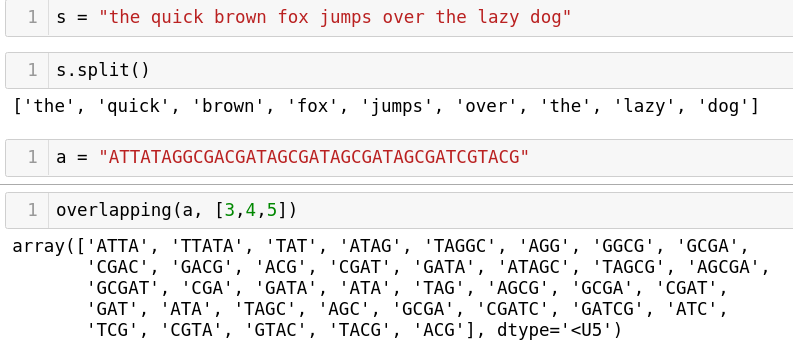 1 s = "the quick brown fox jumps over the lazy dog"
1 s.split()
['the', 'quick', 'brown', 'fox', 'jumps', 'over', 'the', 'lazy', 'dog']
1 a = "ATTATAGGCGACGATAGCGATAGCGATAGCGATCGTACG"
1 overlapping(a, [3,4,5])
array(['ATTA', 'TTATA', 'TAT', 'ATAG', 'TAGGC', 'AGG', 'GGCG', 'GCGA',
'CGAC', 'GACG', 'ACG', 'CGAT', 'GATA', 'ATAGC', 'TAGCG', 'AGCGA',
'GCGAT', 'CGA', 'GATA', 'ATA', 'TAG', 'AGCG', 'GCGA', 'CGAT',
'GAT', 'ATA', 'TAGC', 'AGC', 'GCGA', 'CGATC', 'GATCG', 'ATC',
'TCG', 'CGTA', 'GTAC', 'TACG', 'ACG'], dtype='<U5')